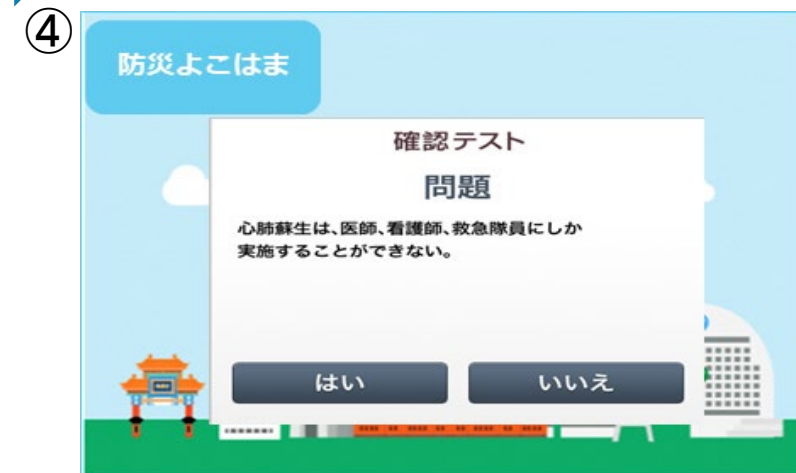 ④
防災よこはま
確認テスト
問題
心肺蘇生は、医師、看護師、救急隊員にしか
実施することができない。
はい
いいえ